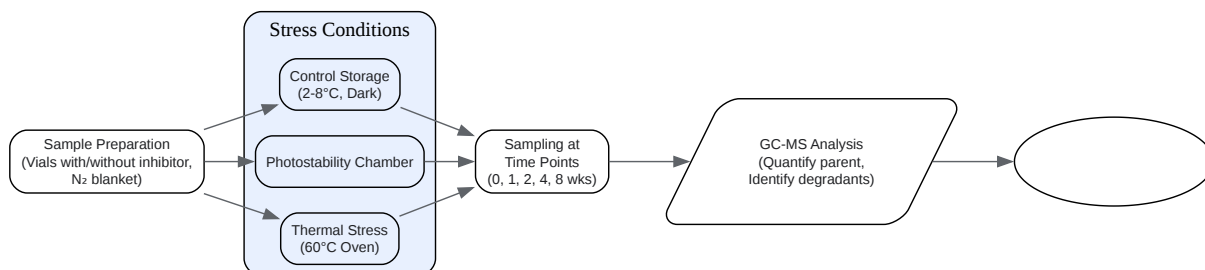 Stress Conditions
Control Storage
(2-8°C, Dark)
Sample Preparation
(Vials with/without inhibitor,
N₂ blanket)
Photostability Chamber
Thermal Stress
(60°C Oven)
Sampling at
Time Points
(0, 1, 2, 4, 8 wks)
GC-MS Analysis
(Quantify parent,
Identify degradants)